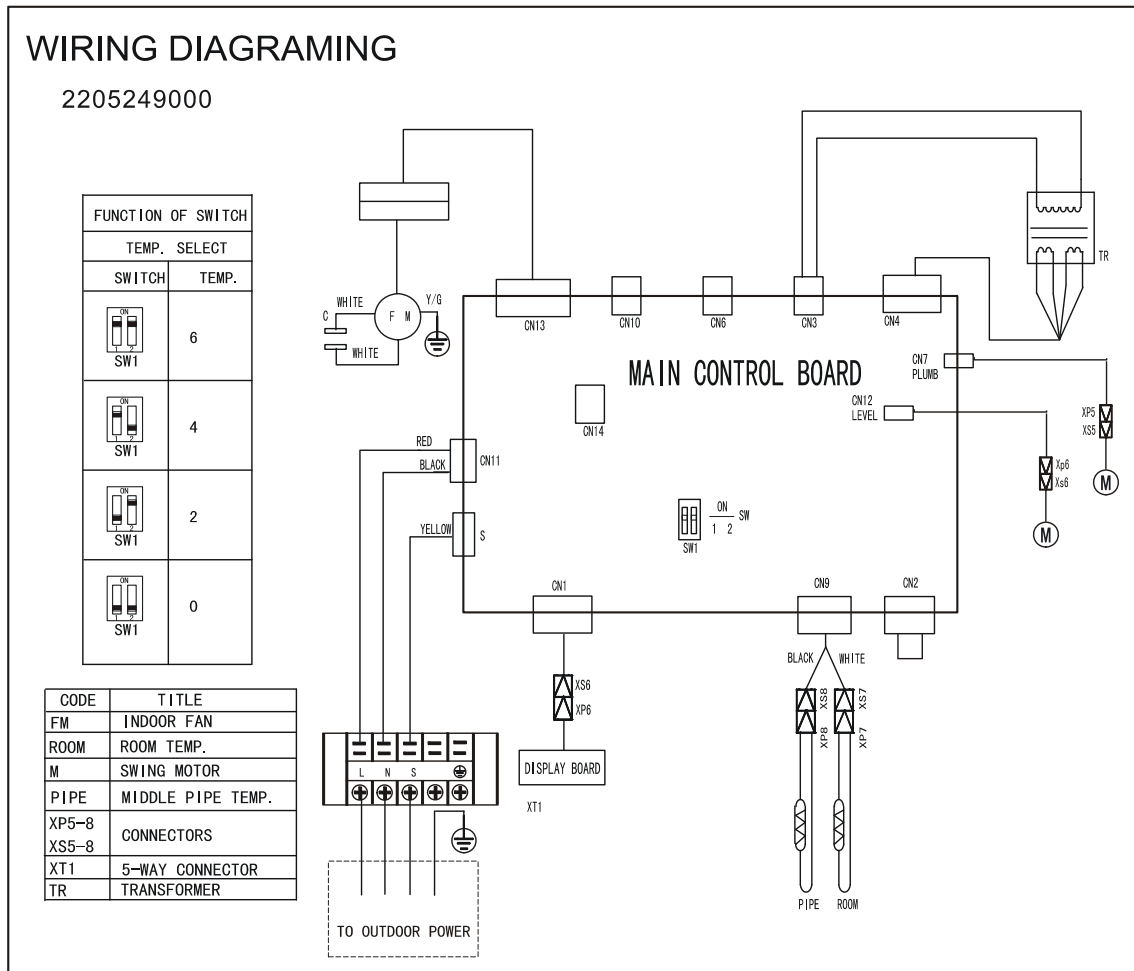 WIRING DIAGRAMING
2205249000
FUNCTION OF SWITCH
TEMP. SELECT
SWITCH TEMP.
ON
1 2
SW1
6
ON
1 2
SW1
4
ON
1 2
SW1
2
ON
1 2
SW1
0
CODE TITLE
FM INDOOR FAN
ROOM ROOM TEMP.
M SWING MOTOR
PIPE MIDDLE PIPE TEMP.
XP5-8
XS5-8
CONNECTORS
XT1 5-WAY CONNECTOR
TR TRANSFORMER
WHITE
C
F M
Y/G
WHITE
CN13
CN10
CN6
CN3
CN4
TR
MAIN CONTROL BOARD
CN7
PLUMB
CN12
LEVEL
CN14
XP5
XS5
M
Xp6
Xs6
M
RED
BLACK
CN11
YELLOW
S
ON
1 2
SW
SW1
CN1
CN9
CN2
BLACK
WHITE
XS6
XP6
DISPLAY BOARD
XT1
XS8
XP8
XS7
XP7
PIPE
ROOM
L N S
TO OUTDOOR POWER